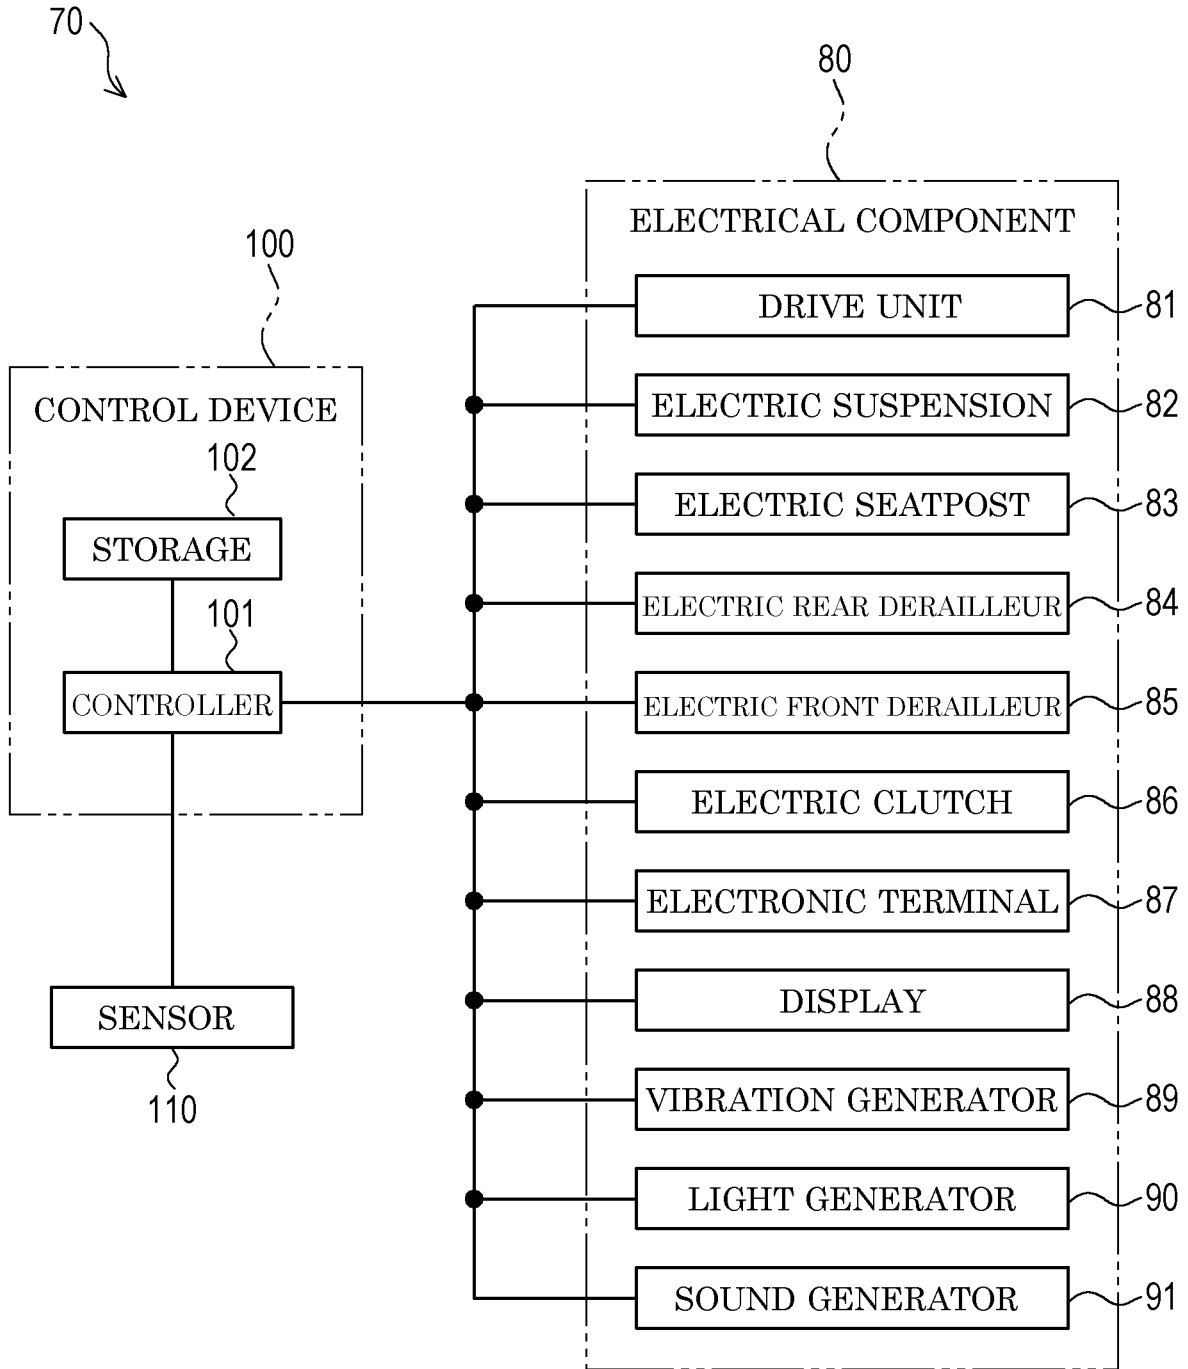 70
80
ELECTRICAL COMPONENT
100
DRIVE UNIT 81
CONTROL DEVICE
ELECTRIC SUSPENSION 82
102
ELECTRIC SEATPOST 83
STORAGE
ELECTRIC REAR DERAILLEUR 84
101
CONTROLLER
ELECTRIC FRONT DERAILLEUR 85
ELECTRIC CLUTCH 86
ELECTRONIC TERMINAL 87
DISPLAY 88
SENSOR
110
VIBRATION GENERATOR 89
LIGHT GENERATOR 90
SOUND GENERATOR 91